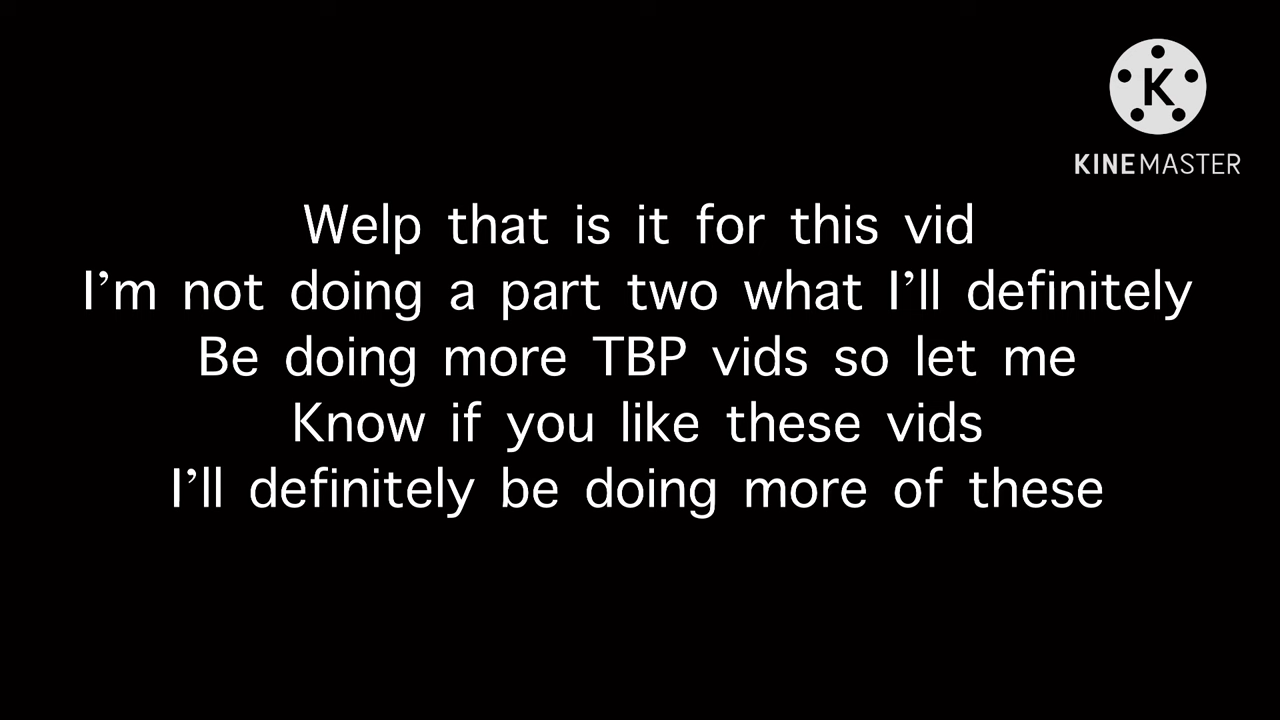 K
KINEMASTER
Welp that is it for this vid
I’m not doing a part two what I’ll definitely
Be doing more TBP vids so let me
Know if you like these vids
I’ll definitely be doing more of these